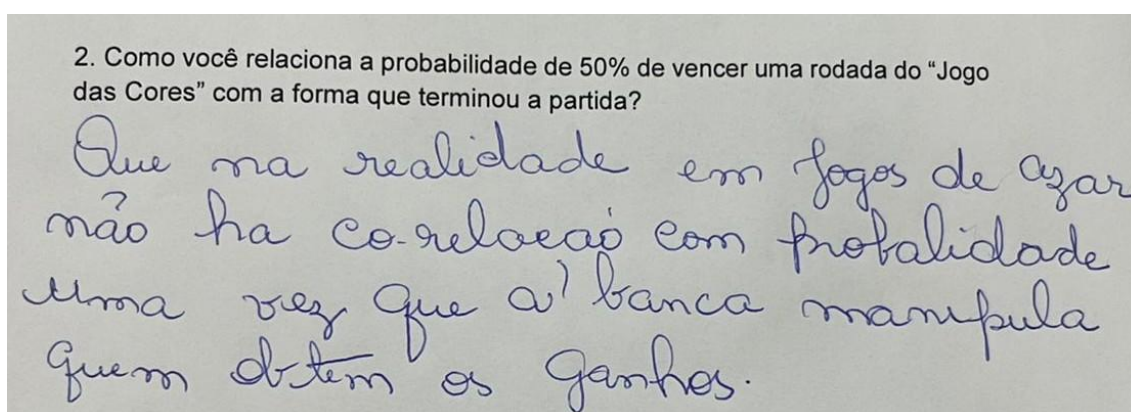 2. Como você relaciona a probabilidade de 50% de vencer uma rodada do “Jogo
das Cores” com a forma que terminou a partida?
Que na realidade em jogos de azar
não ha co-relacaò com probalidade
uma vez que a' banca manipula
quem obtem os ganhos.